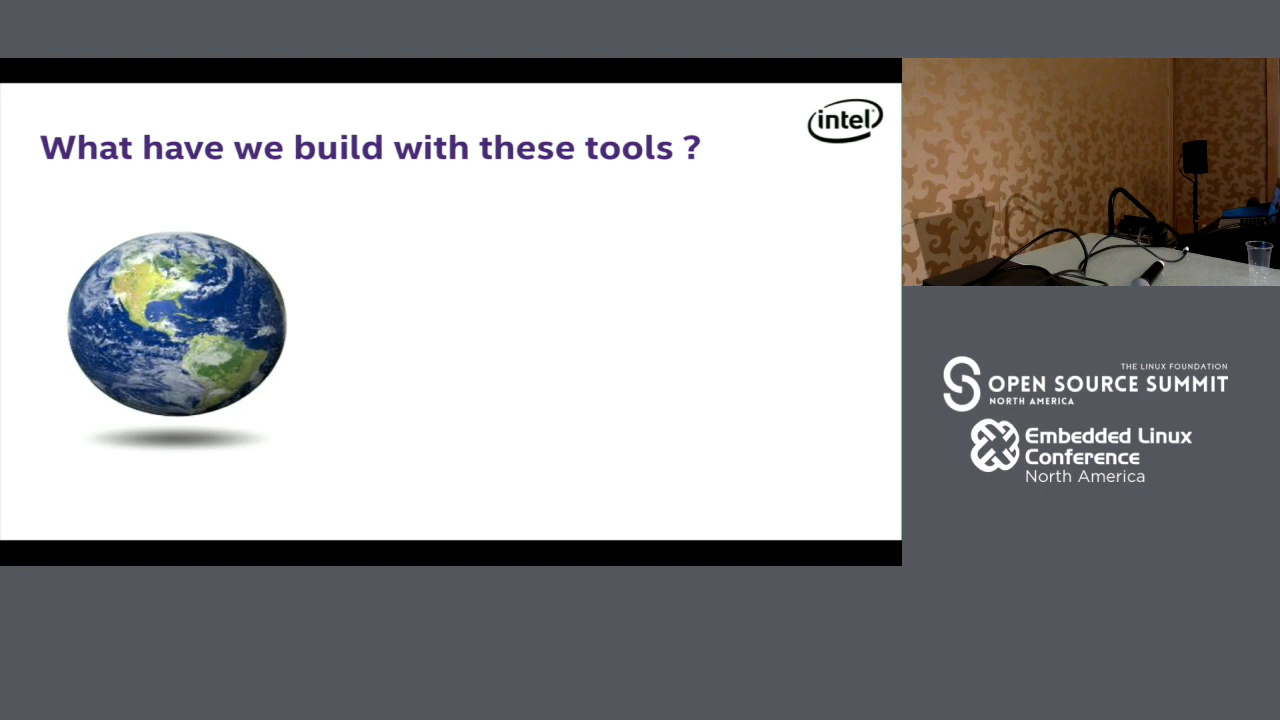 What have we build with these tools ?
intel
THE LINUX FOUNDATION
OPEN SOURCE SUMMIT
NORTH AMERICA
Embedded Linux
Conference
North America